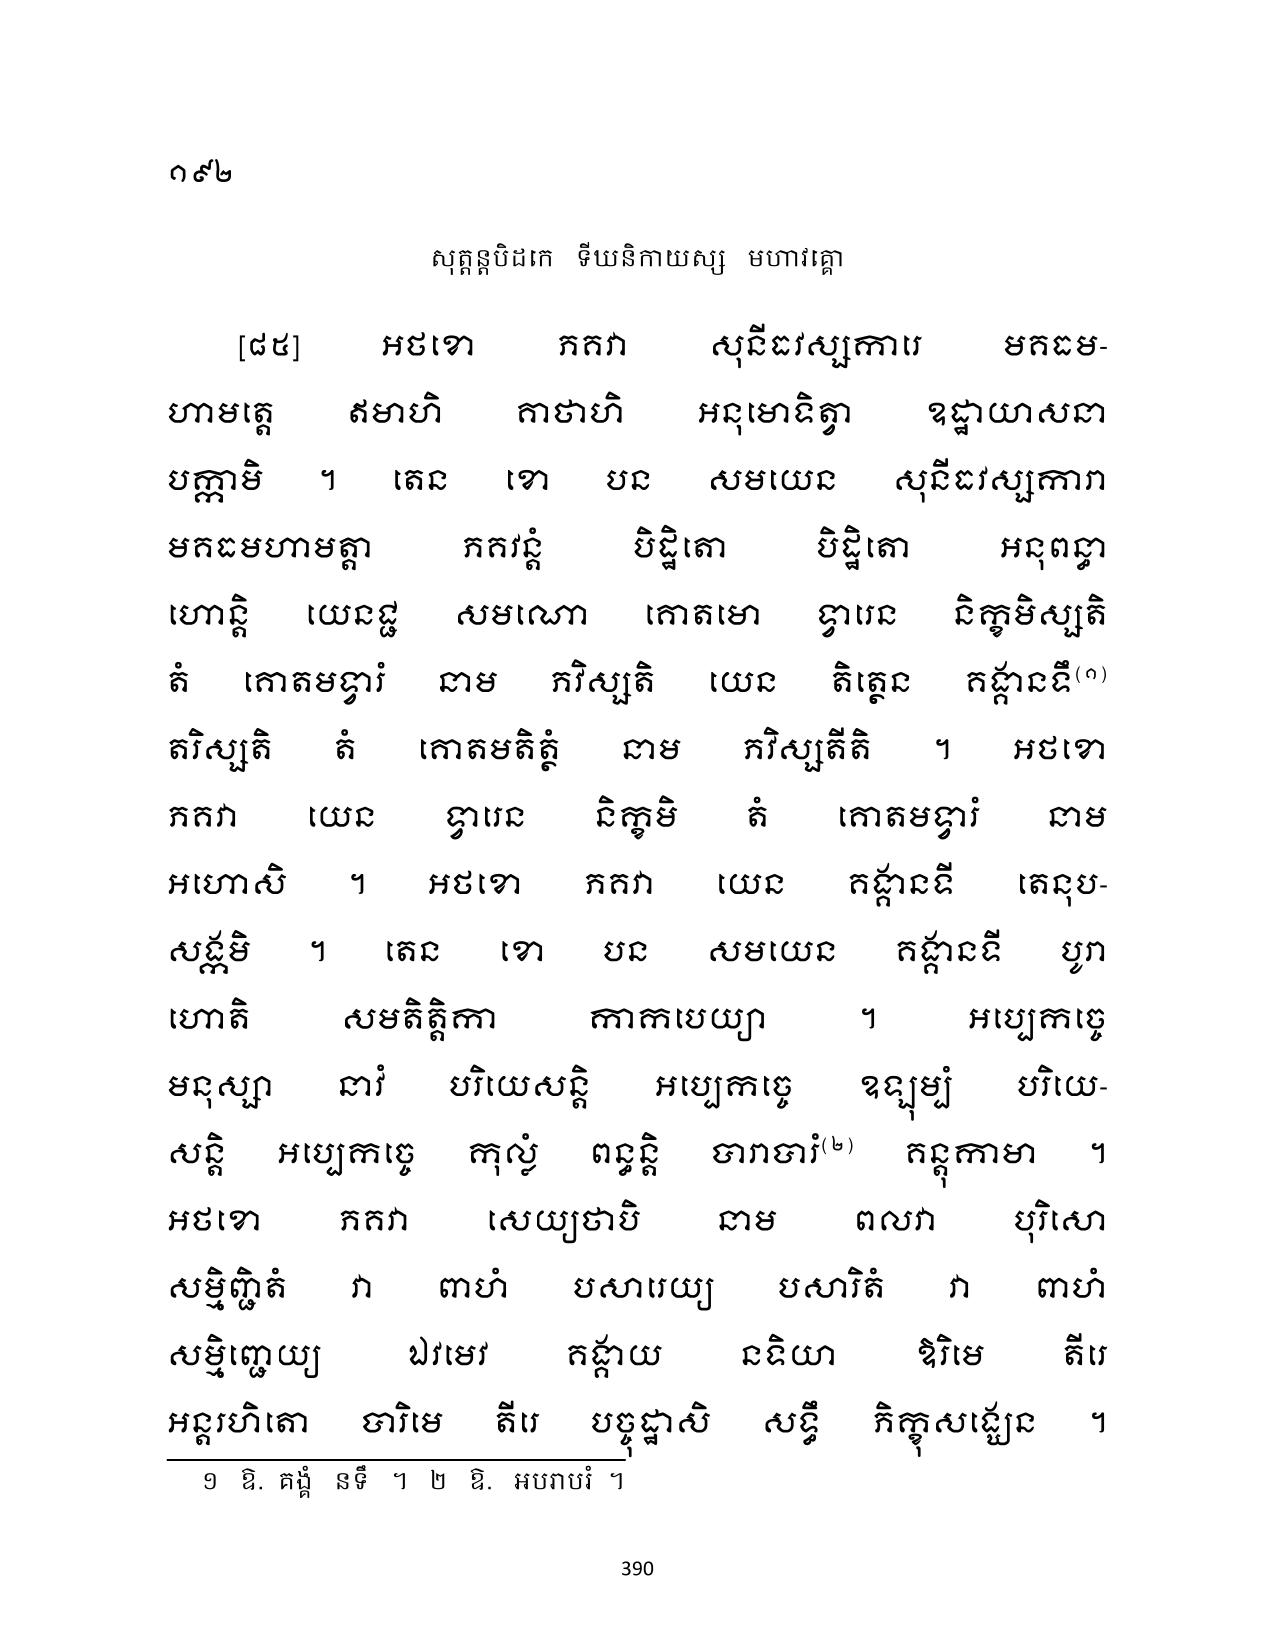 ១៩២
សុត្តន្តបិដកេ ទីឃនិកាយស្ស មហាវគ្គោ
[៨៥] អថខោ ភគវា សុនីធវស្សការេ មគធម-
ហាមត្តេ ឥមាហិ គាថាហិ អនុមោទិត្វា ឧដ្ឋាយាសនា
បក្កាមិ ។ តេន ខោ បន សមយេន សុនីធវស្សការា
មគធមហាមត្តា ភគវន្តំ បិដ្ឋិតោ បិដ្ឋិតោ អនុពន្ធា
ហោន្តិ យេនជ្ជ សមណោ គោតមោ ទ្វារេន និក្ខមិស្សតិ
តំ គោតមទ្វារំ នាម ភវិស្សតិ យេន តិត្ថេន គង្គានទឹ(១)
តរិស្សតិ តំ គោតមតិត្ថំ នាម ភវិស្សតីតិ ។ អថខោ
ភគវា យេន ទ្វារេន និក្ខមិ តំ គោតមទ្វារំ នាម
អហោសិ ។ អថខោ ភគវា យេន គង្គានទី តេនុប-
សង្កមិ ។ តេន ខោ បន សមយេន គង្គានទី បូរា
ហោតិ សមតិត្តិកា កាកបេយ្យា ។ អប្បេកច្ចេ
មនុស្សា នាវំ បរិយេសន្តិ អប្បេកច្ចេ ឧឡុម្បំ បរិយេ-
សន្តិ អប្បេកច្ចេ កុល្លំ ពន្ធន្តិ បារាបារំ(២) គន្តុកាមា ។
អថខោ ភគវា សេយ្យថាបិ នាម ពលវា បុរិសោ
សម្មិញ្ជិតំ វា ពាហំ បសារេយ្យ បសារិតំ វា ពាហំ
សម្មិញ្ជេយ្យ ឯវមេវ គង្គាយ នទិយា ឱរិមេ តីរេ
អន្តរហិតោ បារិមេ តីរេ បច្ចុដ្ឋាសិ សទ្ធឹ ភិក្ខុសង្ឃេន ។
១ ឱ. គង្គំ នទឹ ។ ២ ឱ. អបរាបរំ ។
390